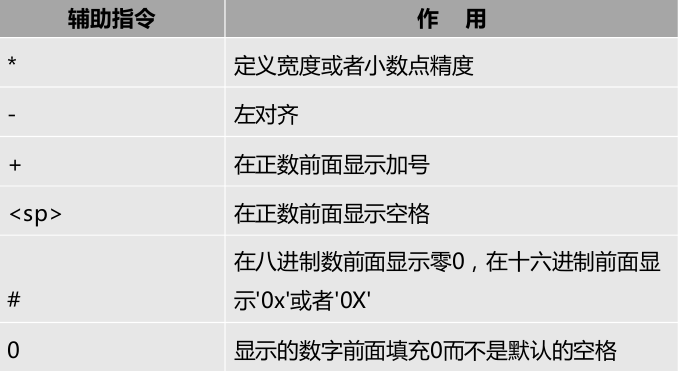 辅助指令 作 用
* 定义宽度或者小数点精度
- 左对齐
+ 在正数前面显示加号
<sp> 在正数前面显示空格
在八进制数前面显示零0，在十六进制前面显
# 示'0x'或者'0X'
0 显示的数字前面填充0而不是默认的空格